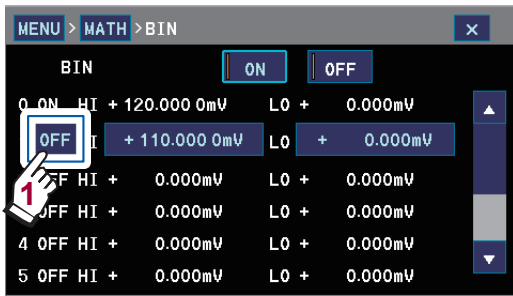 MENU > MATH >BIN ×
BIN ON OFF
0 ON HI + 120.000 0mV LO + 0.000mV
OFF + 110.000 0mV LO + 0.000mV
HI + 0.000mV LO + 0.000mV
OFF HI + 0.000mV LO + 0.000mV
4 OFF HI + 0.000mV LO + 0.000mV
5 OFF HI + 0.000mV LO + 0.000mV
1